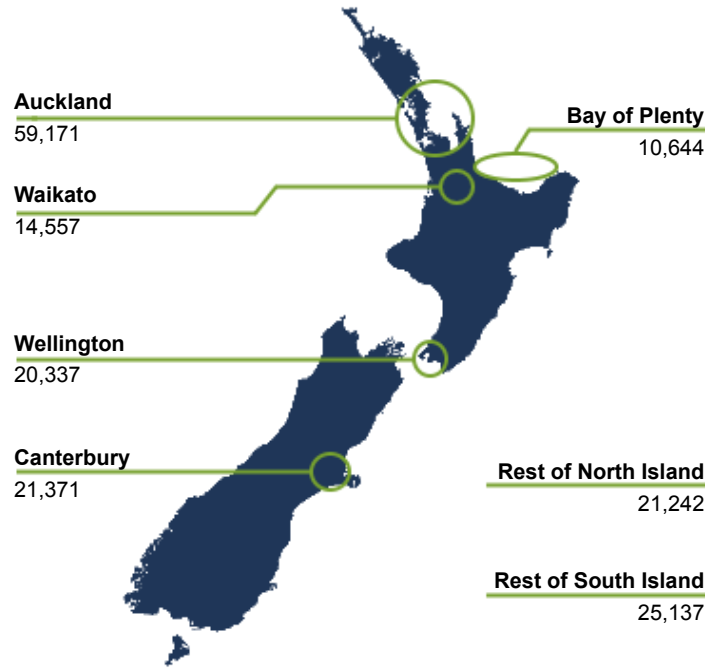 Auckland
59,171
Bay of Plenty
10,644
Waikato
14,557
Wellington
20,337
Canterbury
21,371
Rest of North Island
21,242
Rest of South Island
25,137